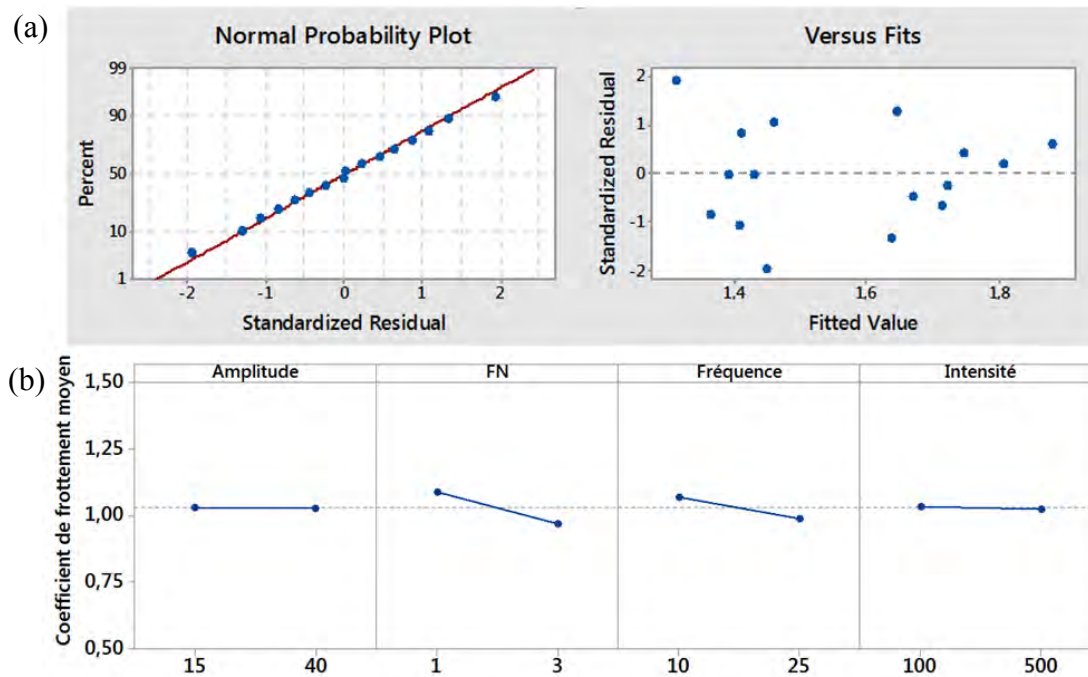 (a)
Normal Probability Plot
99
90
50
10
1
Percent
-2 -1 0 1 2
Standardized Residual
Versus Fits
2
1
0
-1
-2
Standardized Residual
1,4 1,6 1,8
Fitted Value
(b)
Amplitude FN Fréquence Intensité
1,50
1,25
1,00
0,75
0,50
Coefficient de frottement moyen
15 40 1 3 10 25 100 500